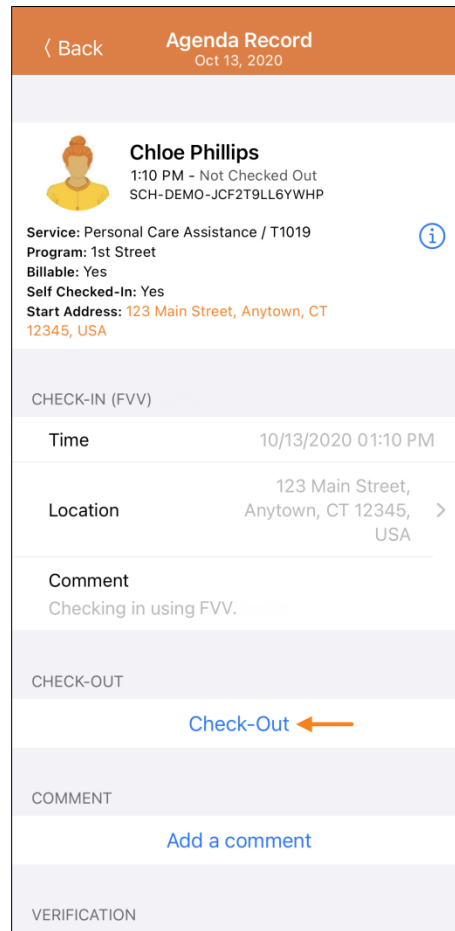 Back
Agenda Record
Oct 13, 2020
Chloe Phillips
1:10 PM - Not Checked Out
SCH-DEMO-JCF2T9LL6YWHP
Service: Personal Care Assistance / T1019
Program: 1st Street
Billable: Yes
Self Checked-In: Yes
Start Address: 123 Main Street, Anytown, CT
12345, USA
CHECK-IN (FVV)
Time
10/13/2020 01:10 PM
Location
123 Main Street,
Anytown, CT 12345,
USA
Comment
Checking in using FVV.
CHECK-OUT
Check-Out
COMMENT
Add a comment
VERIFICATION